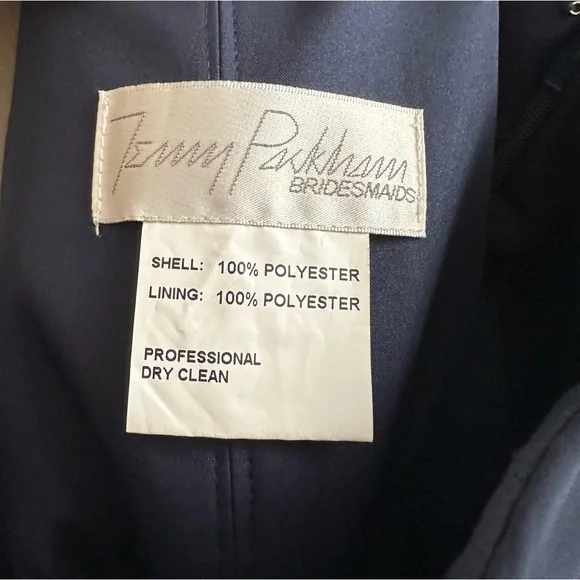 Jenny Packham
BRIDESMAIDS
SHELL: 100% POLYESTER
LINING: 100% POLYESTER
PROFESSIONAL
DRY CLEAN